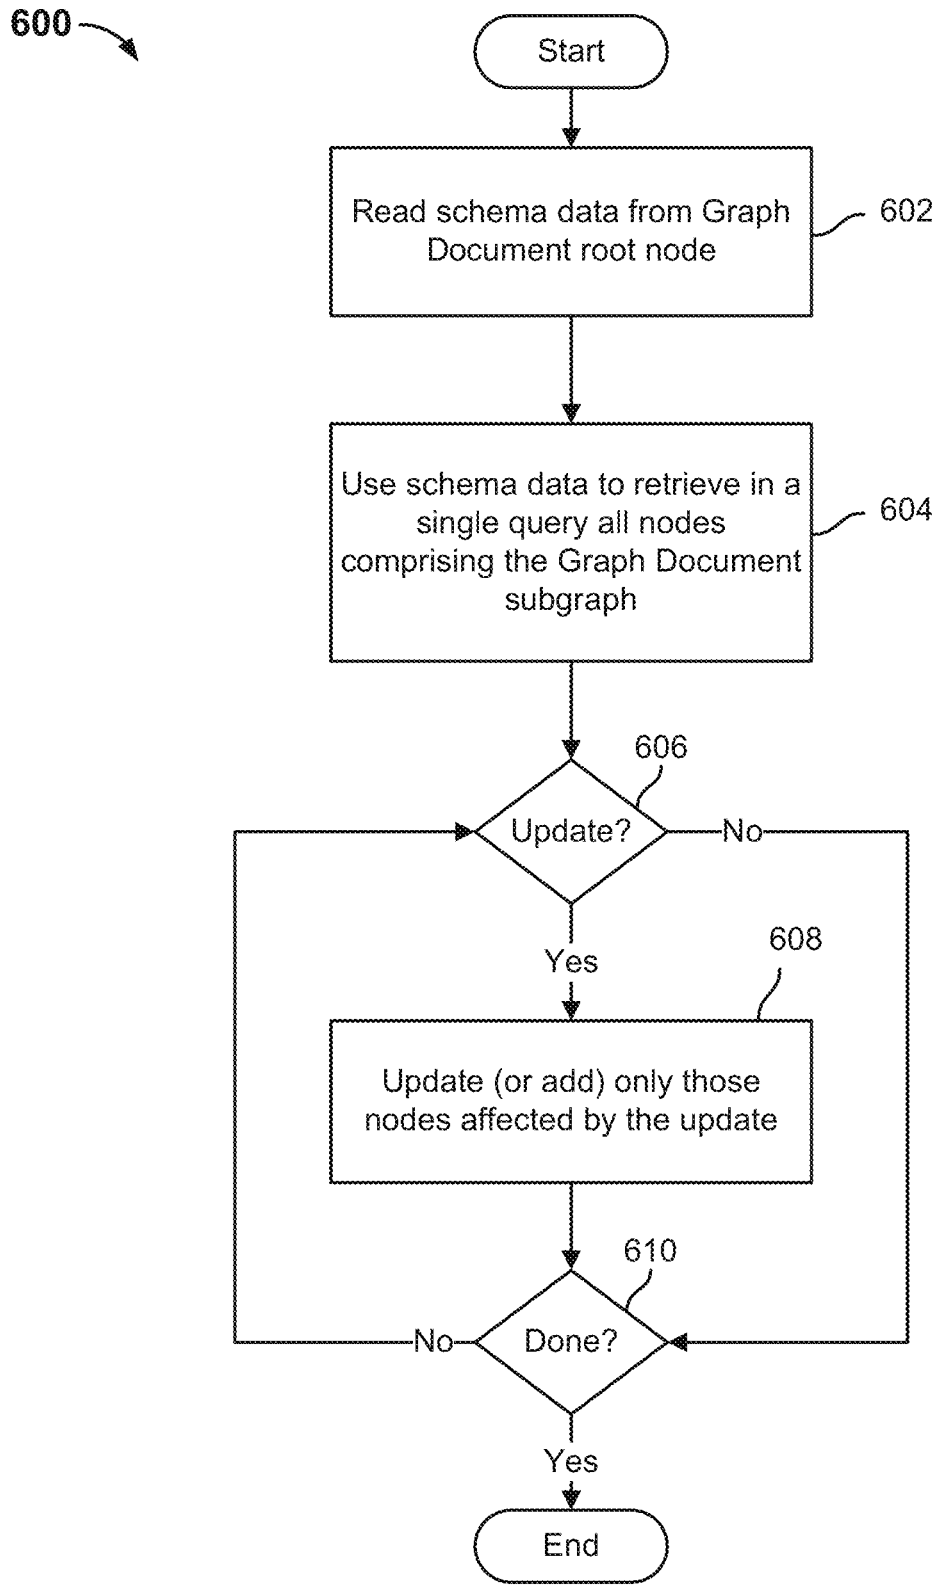 600
Start
Read schema data from Graph
Document root node
602
Use schema data to retrieve in a
single query all nodes
comprising the Graph Document
subgraph
604
606
Update?
No
Yes
608
Update (or add) only those
nodes affected by the update
610
No
Done?
Yes
End